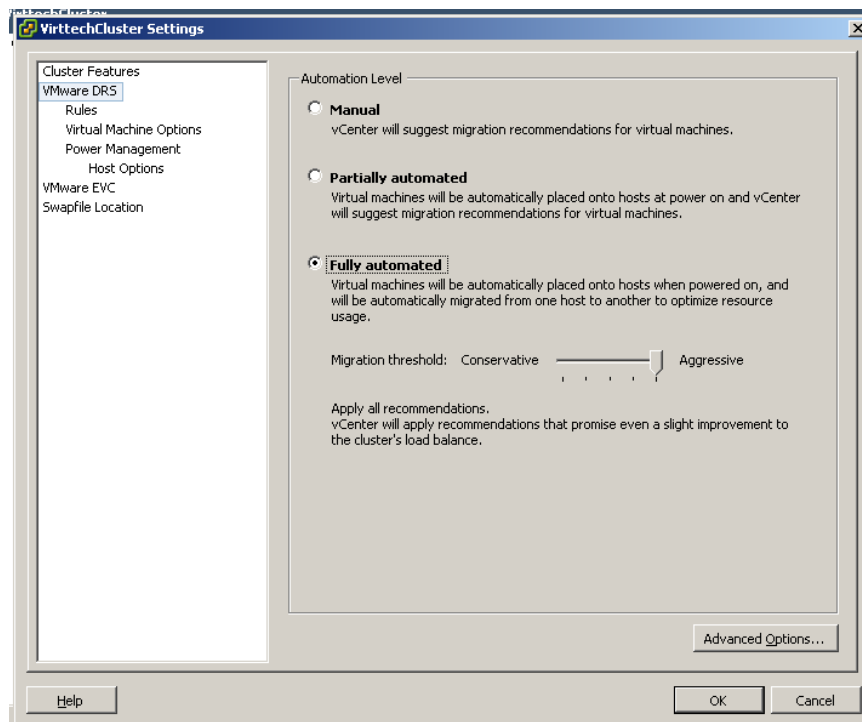 VirttechCluster
VirttechCluster Settings
Cluster Features
VMware DRS
Rules
Virtual Machine Options
Power Management
Host Options
VMware EVC
Swapfile Location
Automation Level
Manual
vCenter will suggest migration recommendations for virtual machines.
Partially automated
Virtual machines will be automatically placed onto hosts at power on and vCenter
will suggest migration recommendations for virtual machines.
Fully automated
Virtual machines will be automatically placed onto hosts when powered on, and
will be automatically migrated from one host to another to optimize resource
usage.
Migration threshold: Conservative Aggressive
Apply all recommendations.
vCenter will apply recommendations that promise even a slight improvement to
the cluster's load balance.
Advanced Options...
Help OK Cancel